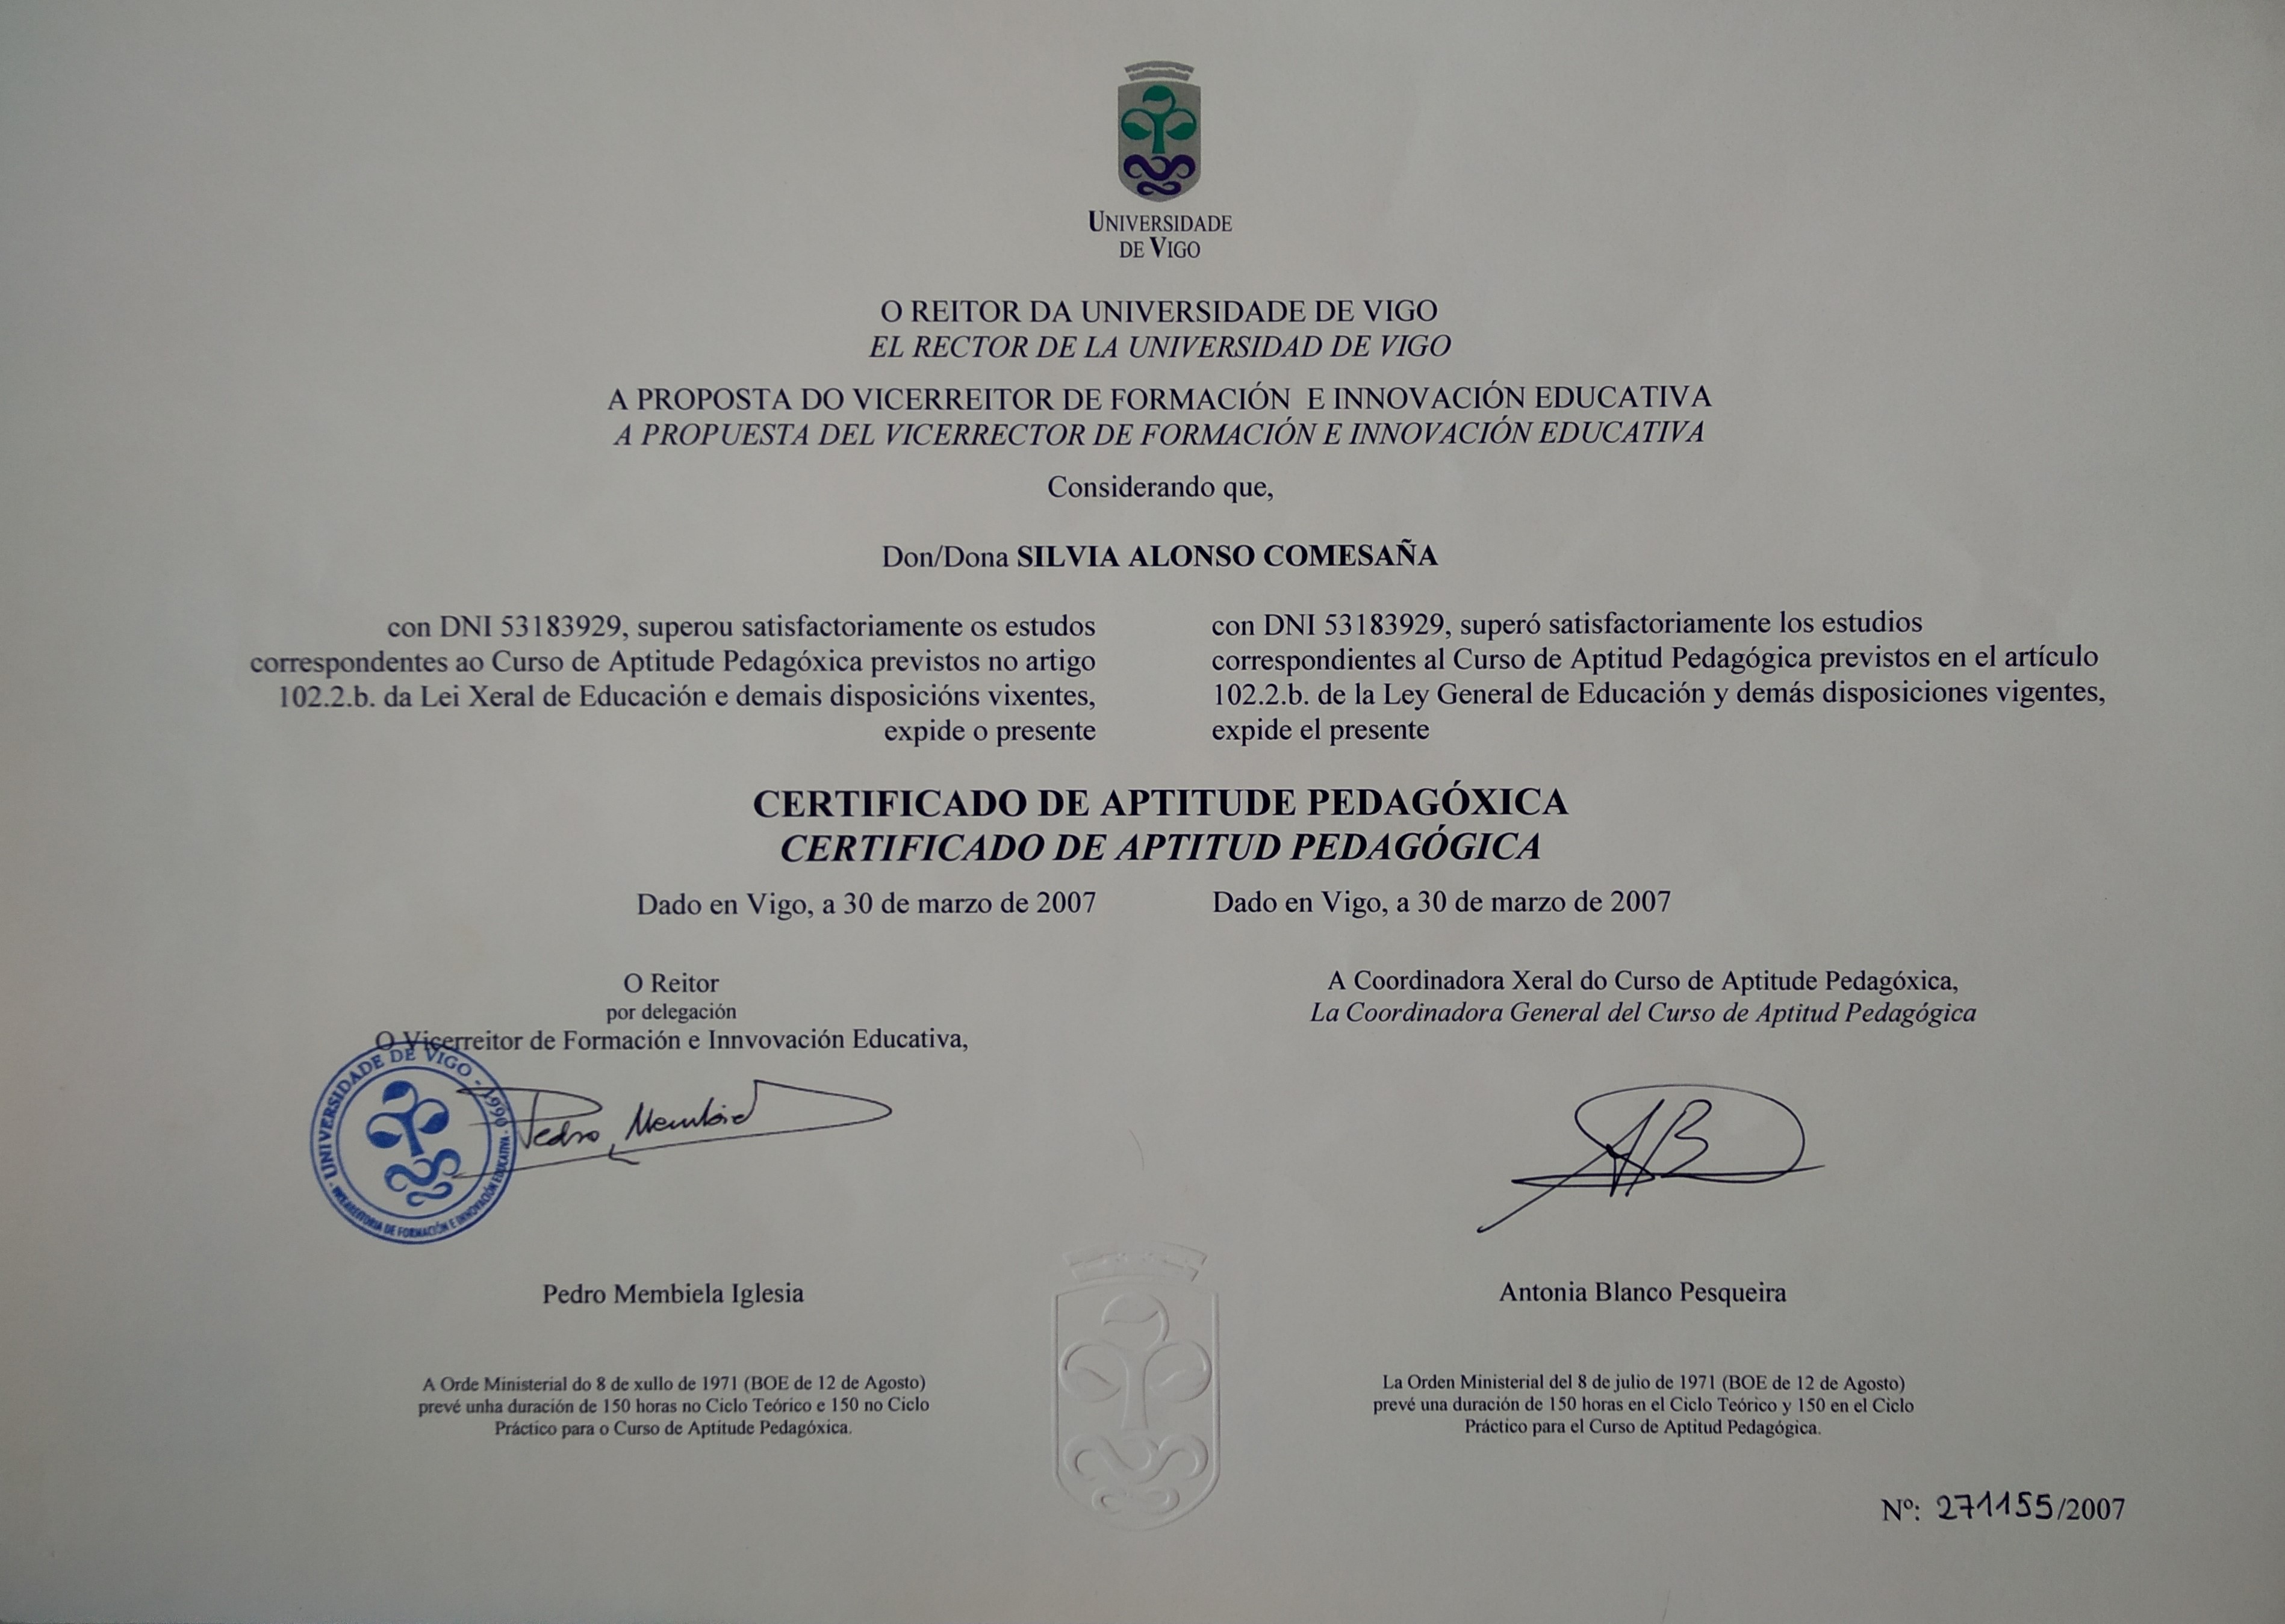 UNIVERSIDADE
DE VIGO
O REITOR DA UNIVERSIDADE DE VIGO
EL RECTOR DE LA UNIVERSIDAD DE VIGO
A PROPOSTA DO VICERREITOR DE FORMACIÓN E INNOVACIÓN EDUCATIVA
A PROPUESTA DEL VICERRECTOR DE FORMACIÓN E INNOVACIÓN EDUCATIVA
Considerando que,
Don/Dona SILVIA ALONSO COMESAÑA
con DNI 53183929, superou satisfactoriamente os estudos
correspondentes ao Curso de Aptitude Pedagóxica previstos no artigo
102.2.b. da Lei Xeral de Educación e demais disposicións vixentes,
expide o presente
con DNI 53183929, superó satisfactoriamente los estudios
correspondientes al Curso de Aptitud Pedagógica previstos en el artículo
102.2.b. de la Ley General de Educación y demás disposiciones vigentes,
expide el presente
CERTIFICADO DE APTITUDE PEDAGÓXICA
CERTIFICADO DE APTITUD PEDAGÓGICA
Dado en Vigo, a 30 de marzo de 2007
Dado en Vigo, a 30 de marzo de 2007
O Reitor
por delegación
O Vicerreitor de Formación e Innvovación Educativa,
A Coordinadora Xeral do Curso de Aptitude Pedagóxica,
La Coordinadora General del Curso de Aptitud Pedagógica
UNIVERSIDADE DE VIGO - 1990 -
VICERREITORIA DE FORMACIÓN E INNOVACIÓN EDUCATIVA
Pedro Membiela
AB
Pedro Membiela Iglesia
Antonia Blanco Pesqueira
A Orde Ministerial do 8 de xullo de 1971 (BOE de 12 de Agosto)
prevé unha duración de 150 horas no Ciclo Teórico e 150 no Ciclo
Práctico para o Curso de Aptitude Pedagóxica.
La Orden Ministerial del 8 de julio de 1971 (BOE de 12 de Agosto)
prevé una duración de 150 horas en el Ciclo Teórico y 150 en el Ciclo
Práctico para el Curso de Aptitud Pedagógica.
Nº: 271155/2007